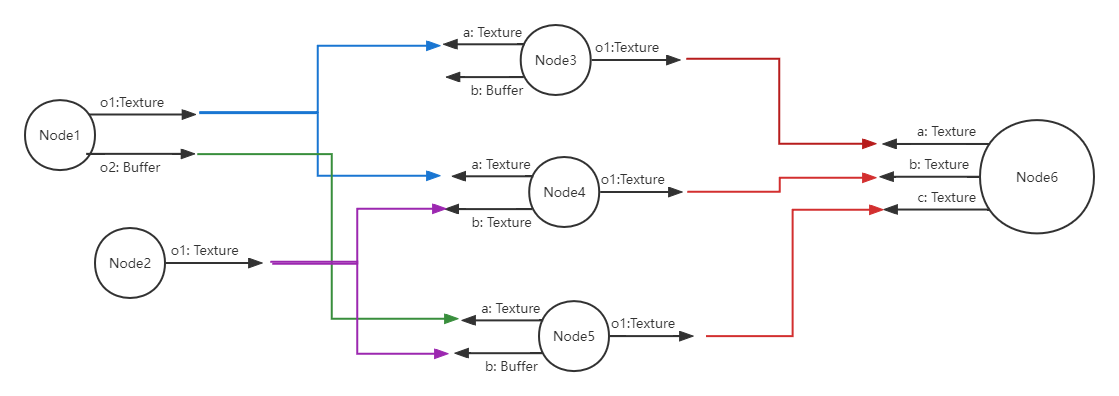 Node1
o1:Texture
o2: Buffer
Node2
o1: Texture
a: Texture
b: Buffer
Node3
o1:Texture
a: Texture
b: Texture
Node4
o1:Texture
a: Texture
b: Buffer
Node5
o1:Texture
a: Texture
b: Texture
c: Texture
Node6